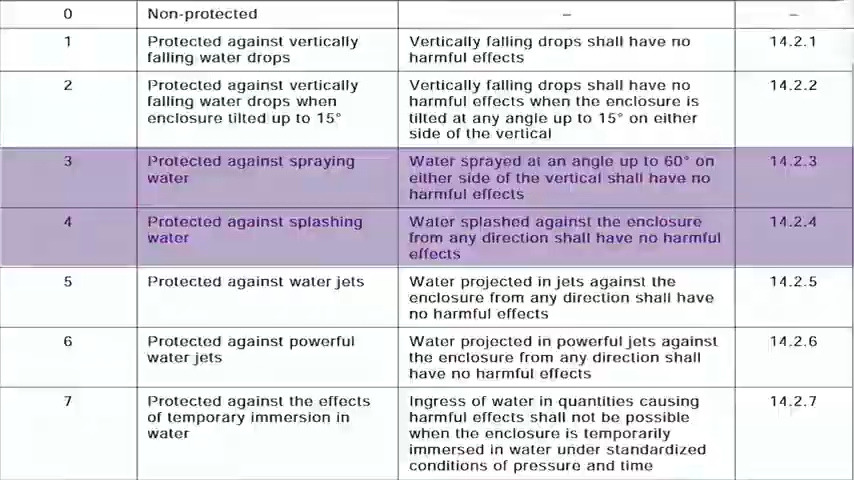 0 Non-protected – –
1 Protected against vertically Vertically falling drops shall have no 14.2.1
falling water drops harmful effects
2 Protected against vertically Vertically falling drops shall have no 14.2.2
falling water drops when harmful effects when the enclosure is
enclosure tilted up to 15° tilted at any angle up to 15° on either
side of the vertical
3 Protected against spraying Water sprayed at an angle up to 60° on 14.2.3
water either side of the vertical shall have no
harmful effects
4 Protected against splashing Water splashed against the enclosure 14.2.4
water from any direction shall have no harmful
effects
5 Protected against water jets Water projected in jets against the 14.2.5
enclosure from any direction shall have
no harmful effects
6 Protected against powerful Water projected in powerful jets against 14.2.6
water jets the enclosure from any direction shall
have no harmful effects
7 Protected against the effects Ingress of water in quantities causing 14.2.7
of temporary immersion in harmful effects shall not be possible
water when the enclosure is temporarily
immersed in water under standardized
conditions of pressure and time